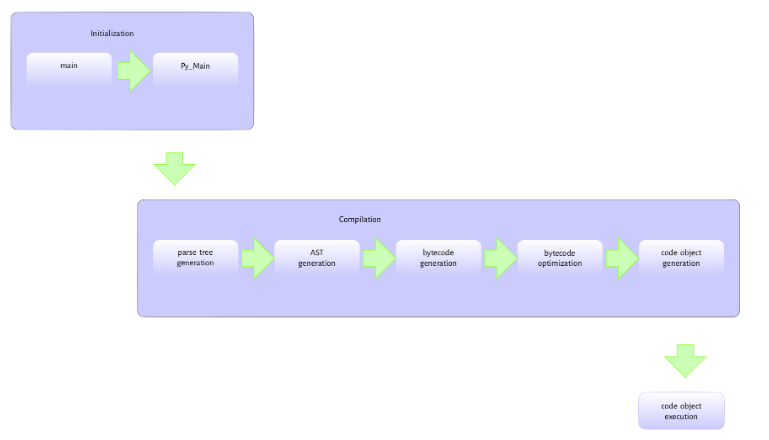 Initialization
main
Py_Main
Compilation
parse tree
generation
AST
generation
bytecode
generation
bytecode
optimization
code object
generation
code object
execution